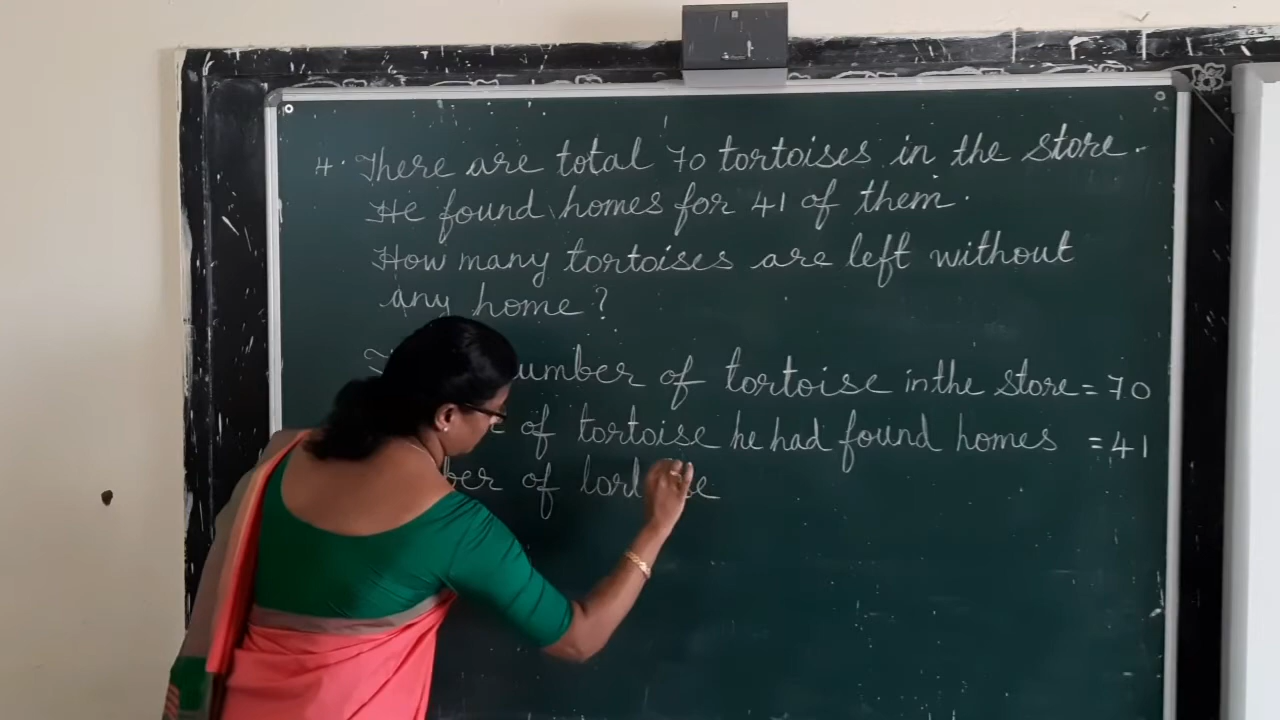 4. There are total 70 tortoises in the store.
He found homes for 41 of them.
How many tortoises are left without
any home?
of tortoise in the store = 70
of tortoise he had found homes = 41
of